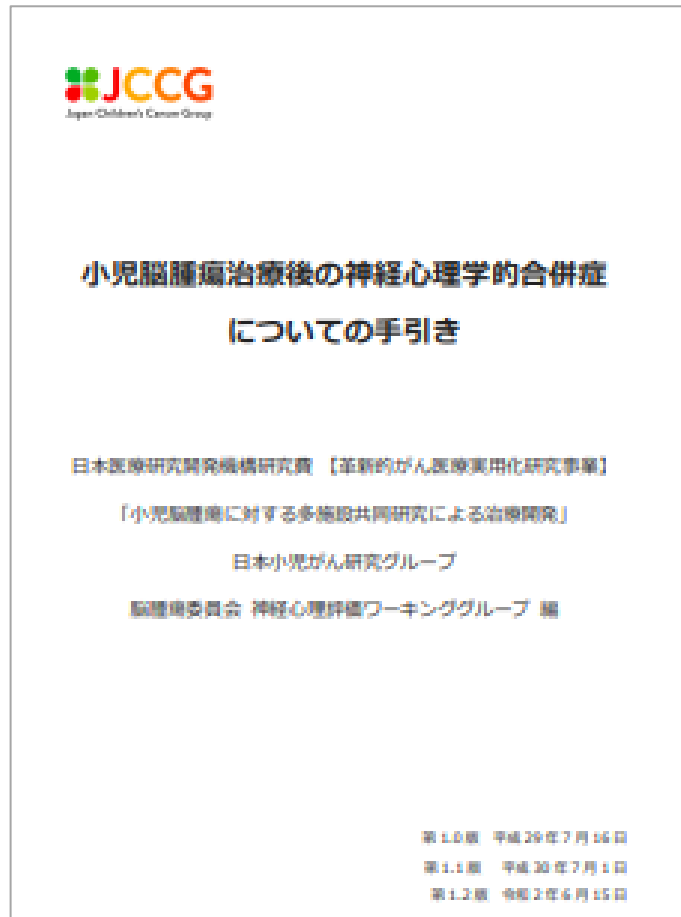 JCCG
Japan Children's Cancer Group
小児脳腫瘍治療後の神経心理学的合併症
についての手引き
日本医療研究開発機構研究費 【革新的がん医療実用化研究事業】
「小児脳腫瘍に対する多施設共同研究による治療開発」
日本小児がん研究グループ
脳腫瘍委員会 神経心理評価ワーキンググループ 編
第1.0版 平成29年7月16日
第1.1版 平成30年7月1日
第1.2版 令和2年6月15日